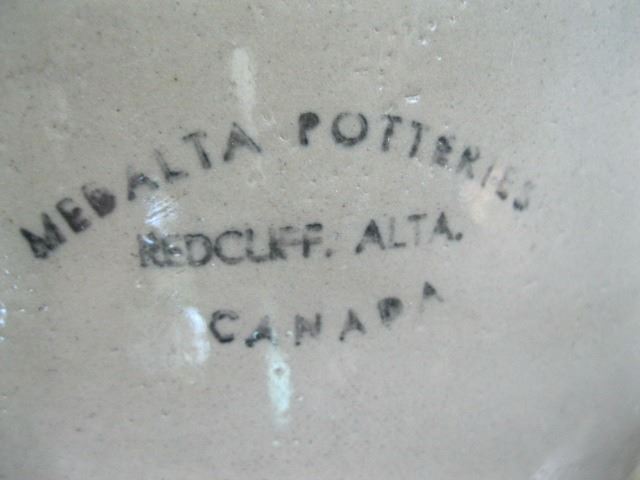 MEDALTA POTTERIES
REDCLIFF. ALTA.
CANADA